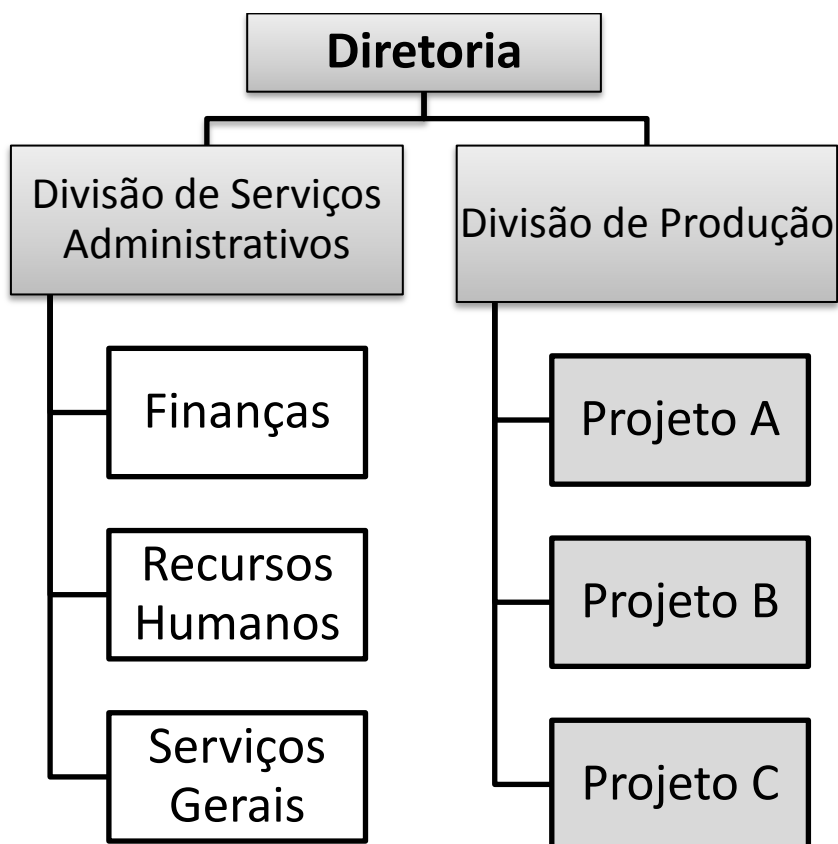 Diretoria
Divisão de Serviços
Administrativos
Finanças
Recursos
Humanos
Serviços
Gerais
Divisão de Produção
Projeto A
Projeto B
Projeto C